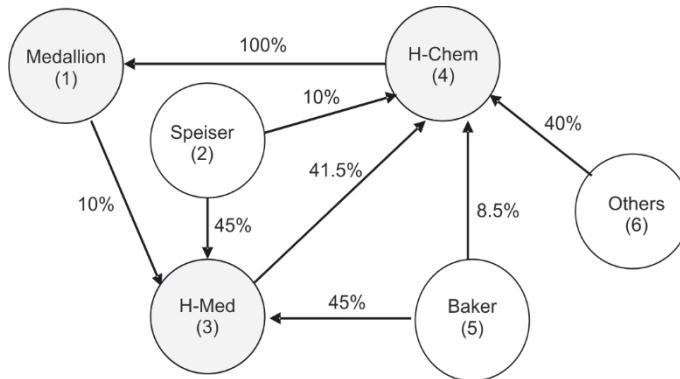 Medallion
(1)
100%
H-Chem
(4)
Speiser
(2)
10%
40%
10%
41.5%
45%
8.5%
Others
(6)
H-Med
(3)
45%
Baker
(5)